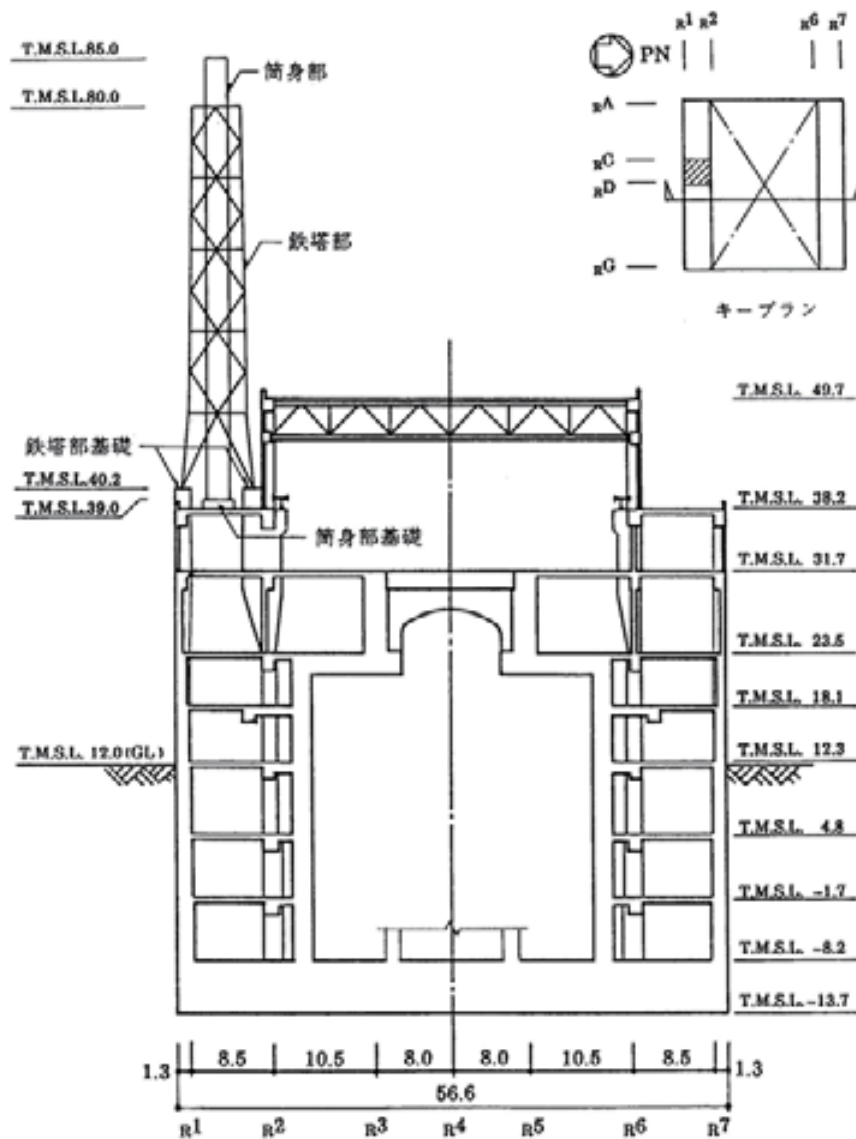 T.M.S.L.85.0
筒身部
T.M.S.L.80.0
R1 R2 R6 R7
PN
RA
RC
RD
RG
キープラン
鉄塔部
T.M.S.L. 49.7
鉄塔部基礎
T.M.S.L.40.2
T.M.S.L.39.0
筒身部基礎
T.M.S.L. 38.2
T.M.S.L. 31.7
T.M.S.L. 23.5
T.M.S.L. 18.1
T.M.S.L. 12.0(GL)
T.M.S.L. 12.3
T.M.S.L. 4.8
T.M.S.L. -1.7
T.M.S.L. -8.2
T.M.S.L. -13.7
1.3 8.5 10.5 8.0 8.0 10.5 8.5 1.3
56.6
R1 R2 R3 R4 R5 R6 R7